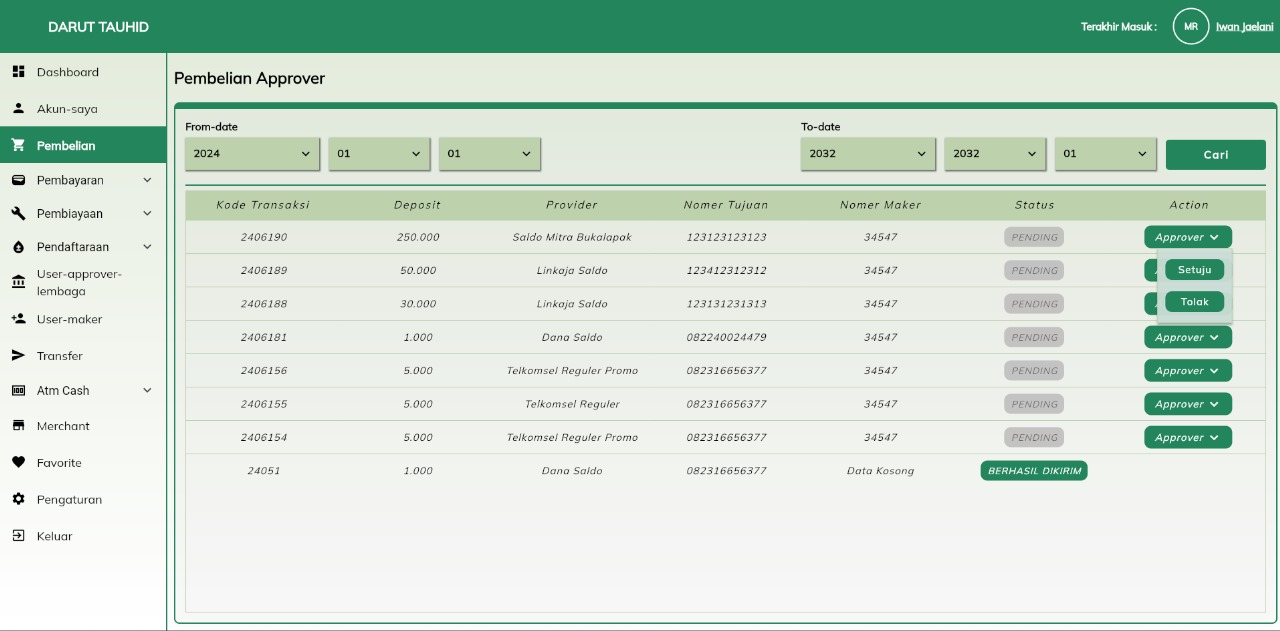 DARUT TAUHID
Terakhir Masuk :
MR
Iwan Jaelani
Dashboard
Akun-saya
Pembelian
Pembayaran
Pembiayaan
Pendaftaraan
User-approver-
lembaga
User-maker
Transfer
Atm Cash
Merchant
Favorite
Pengaturan
Keluar
Pembelian Approver
From-date
To-date
2024 01 01 2032 2032 01 Cari
Kode Transaksi Deposit Provider Nomer Tujuan Nomer Maker Status Action
2406190 250.000 Saldo Mitra Bukalapak 123123123123 34547 PENDING Approver
2406189 50.000 Linkaja Saldo 123412312312 34547 PENDING
Setuju
2406188 30.000 Linkaja Saldo 123131231313 34547 PENDING
Tolak
2406181 1.000 Dana Saldo 082240024479 34547 PENDING Approver
2406156 5.000 Telkomsel Reguler Promo 082316656377 34547 PENDING Approver
2406155 5.000 Telkomsel Reguler 082316656377 34547 PENDING Approver
2406154 5.000 Telkomsel Reguler Promo 082316656377 34547 PENDING Approver
24051 1.000 Dana Saldo 082316656377 Data Kosong BERHASIL DIKIRIM